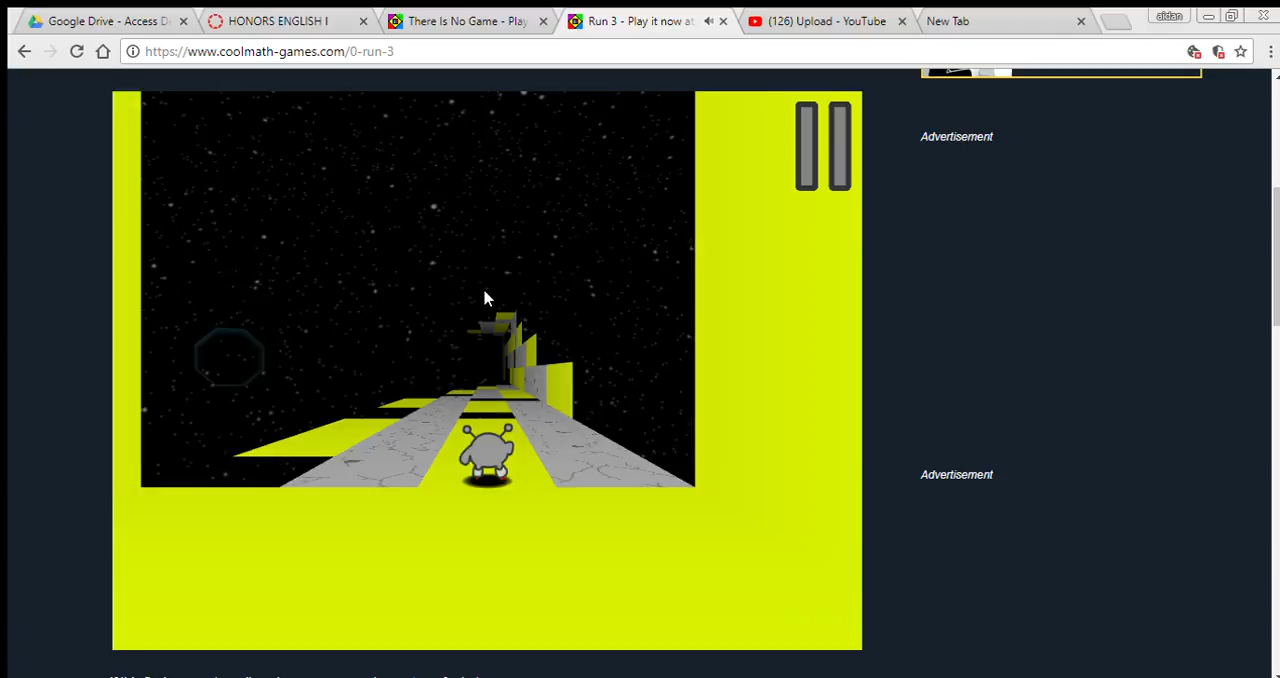 Google Drive - Access D
HONORS ENGLISH I
There Is No Game - Play
Run 3 - Play it now at
(126) Upload - YouTube
New Tab
aidan
https://www.coolmath-games.com/0-run-3
Advertisement
Advertisement